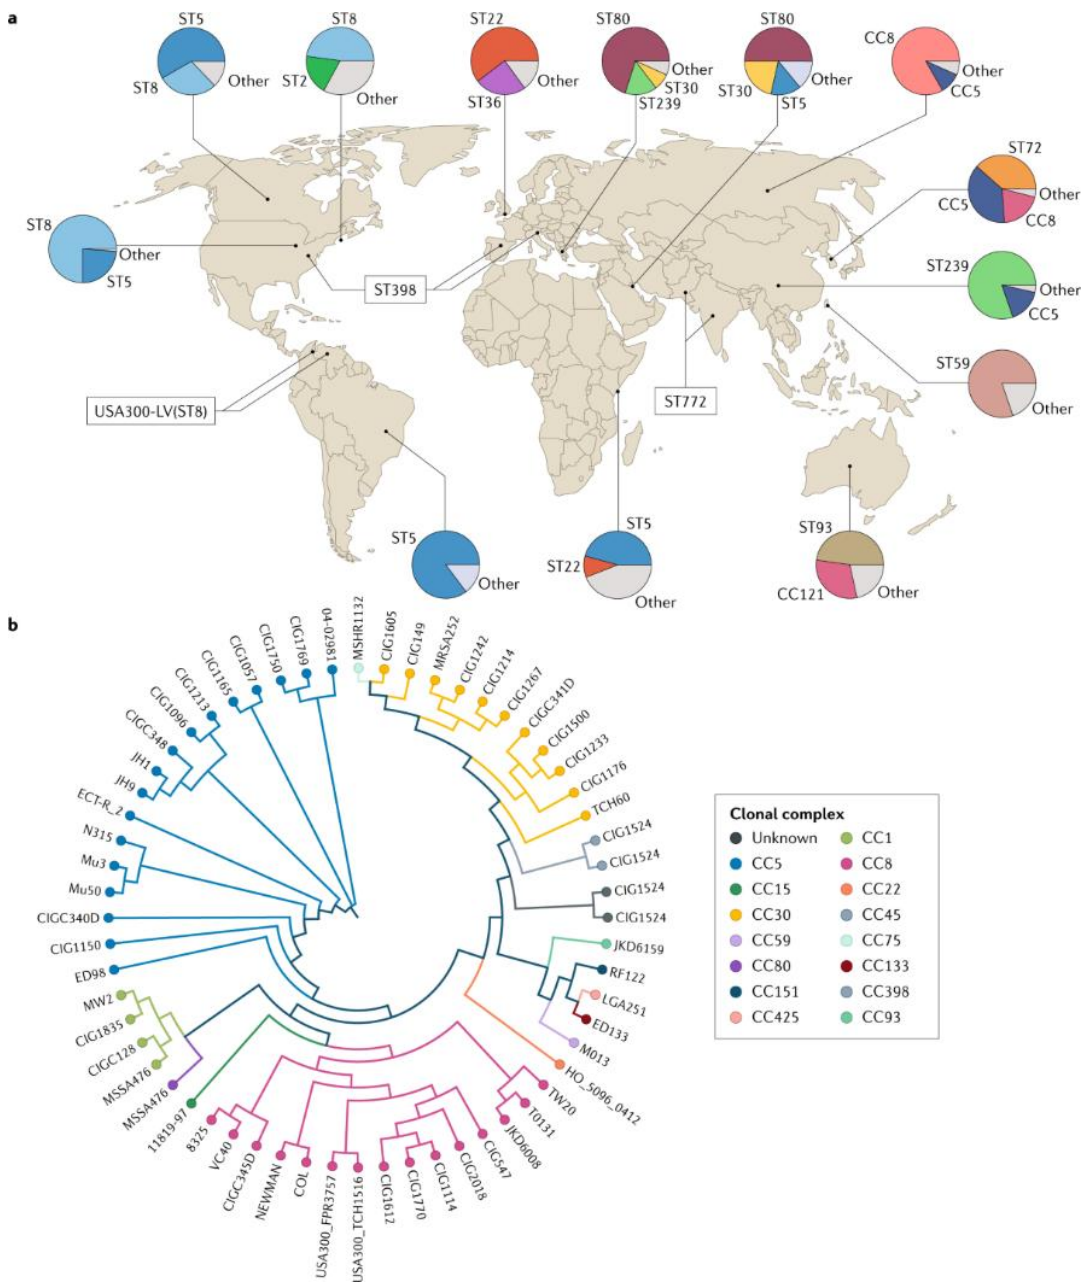 a
ST5
ST8
Other
ST8
ST2
Other
ST22
ST36
Other
ST80
Other
ST30
ST239
ST80
ST30
Other
ST5
CC8
Other
CC5
ST72
CC5
Other
CC8
ST8
Other
ST5
ST398
ST239
Other
CC5
ST59
Other
USA300-LV(ST8)
ST772
ST5
Other
ST5
ST22
Other
ST93
CC121
Other
b
MSHR1132
CIG1605
CIG149
MRSA252
CIG1242
CIG1214
CIG1267
CIGC341D
CIG1500
CIG1233
CIG1176
TCH60
CIG1524
CIG1524
CIG1524
CIG1524
JKD6159
RF122
LGA251
ED133
M013
HO_5096_0412
TW20
T0131
JKD6008
CIG547
CIG2018
CIG1114
CIG1770
CIG1612
USA300_TCH1516
USA300_FPR3757
COL
NEWMAN
CIGC345D
VC40
8325
11819-97
MSSA476
MSSA476
CIGC128
CIG1835
MW2
ED98
CIG1150
CIGC340D
Mu50
Mu3
N315
ECT-R_2
JH9
JH1
CIGC348
CIG1096
CIG1213
CIG1165
CIG1057
CIG1750
CIG1769
04-02981
Clonal complex
Unknown
CC5
CC15
CC30
CC59
CC80
CC151
CC425
CC1
CC8
CC22
CC45
CC75
CC133
CC398
CC93